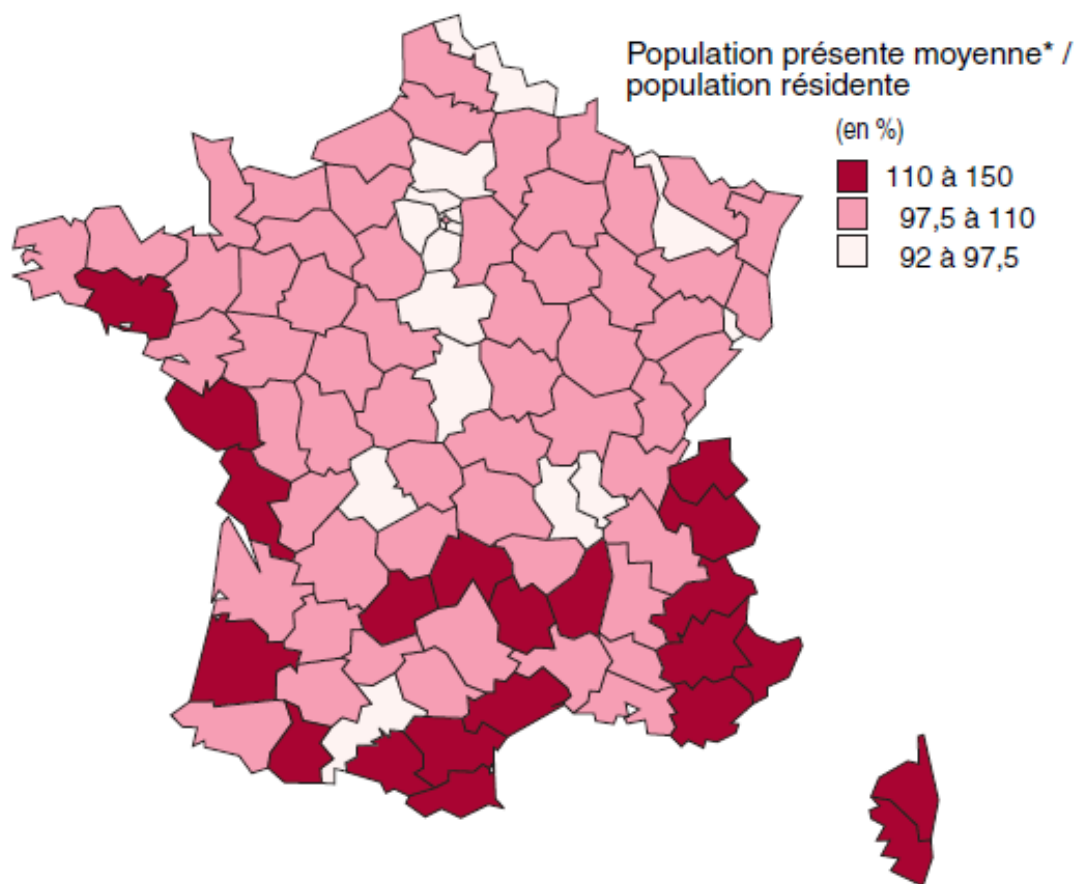 Population présente moyenne* /
population résidente
(en %)
110 à 150
97,5 à 110
92 à 97,5